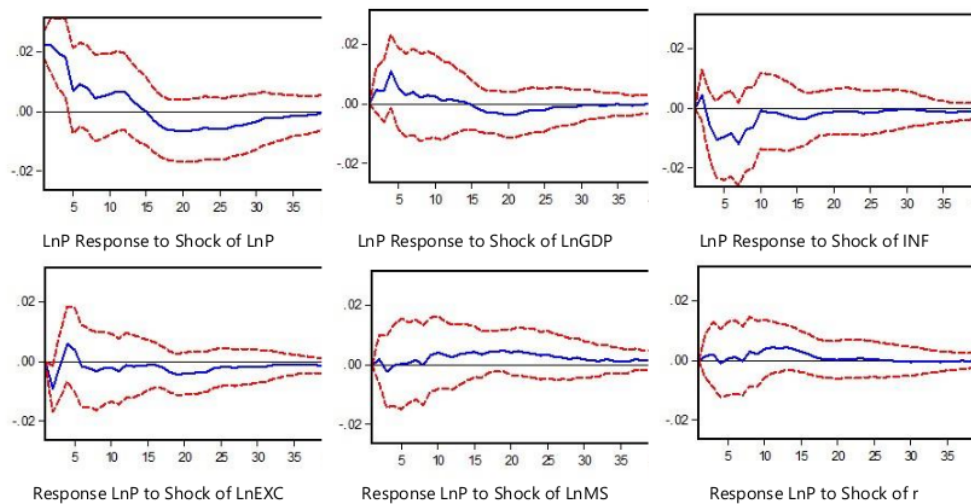 .02
.00
-.02
5 10 15 20 25 30 35
LnP Response to Shock of LnP
.02
.00
-.02
5 10 15 20 25 30 35
LnP Response to Shock of LnGDP
.02
.00
-.02
5 10 15 20 25 30 35
LnP Response to Shock of INF
.02
.00
-.02
5 10 15 20 25 30 35
Response LnP to Shock of LnEXC
.02
.00
-.02
5 10 15 20 25 30 35
Response LnP to Shock of LnMS
.02
.00
-.02
5 10 15 20 25 30 35
Response LnP to Shock of r